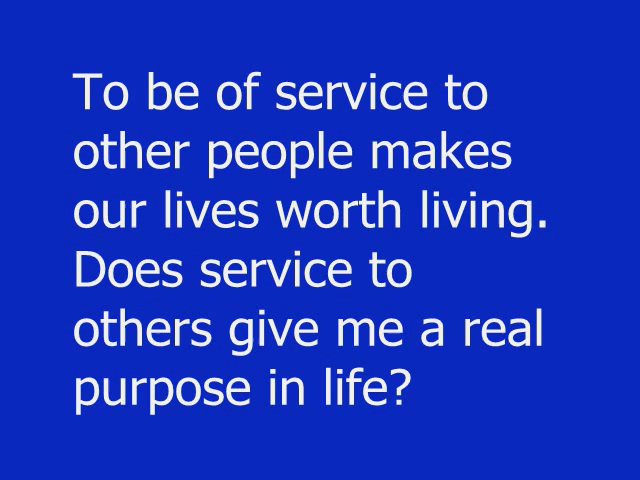 To be of service to
other people makes
our lives worth living.
Does service to
others give me a real
purpose in life?